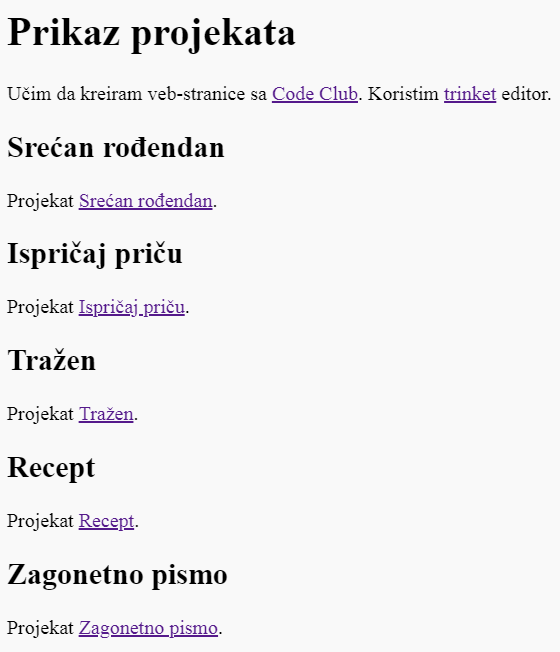 Prikaz projekata
Učim da kreiram veb-stranice sa Code Club. Koristim trinket editor.
Srećan rođendan
Projekat Srećan rođendan.
Ispričaj priču
Projekat Ispričaj priču.
Tražen
Projekat Tražen.
Recept
Projekat Recept.
Zagonetno pismo
Projekat Zagonetno pismo.